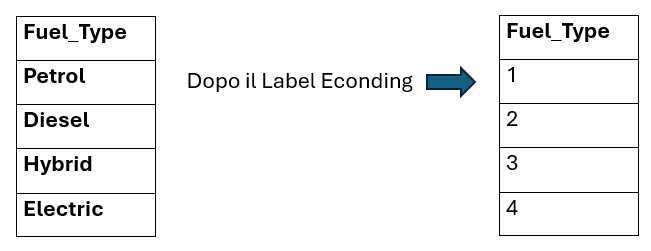 Fuel_Type
Petrol
Diesel
Hybrid
Electric
Dopo il Label Econding
Fuel_Type
1
2
3
4